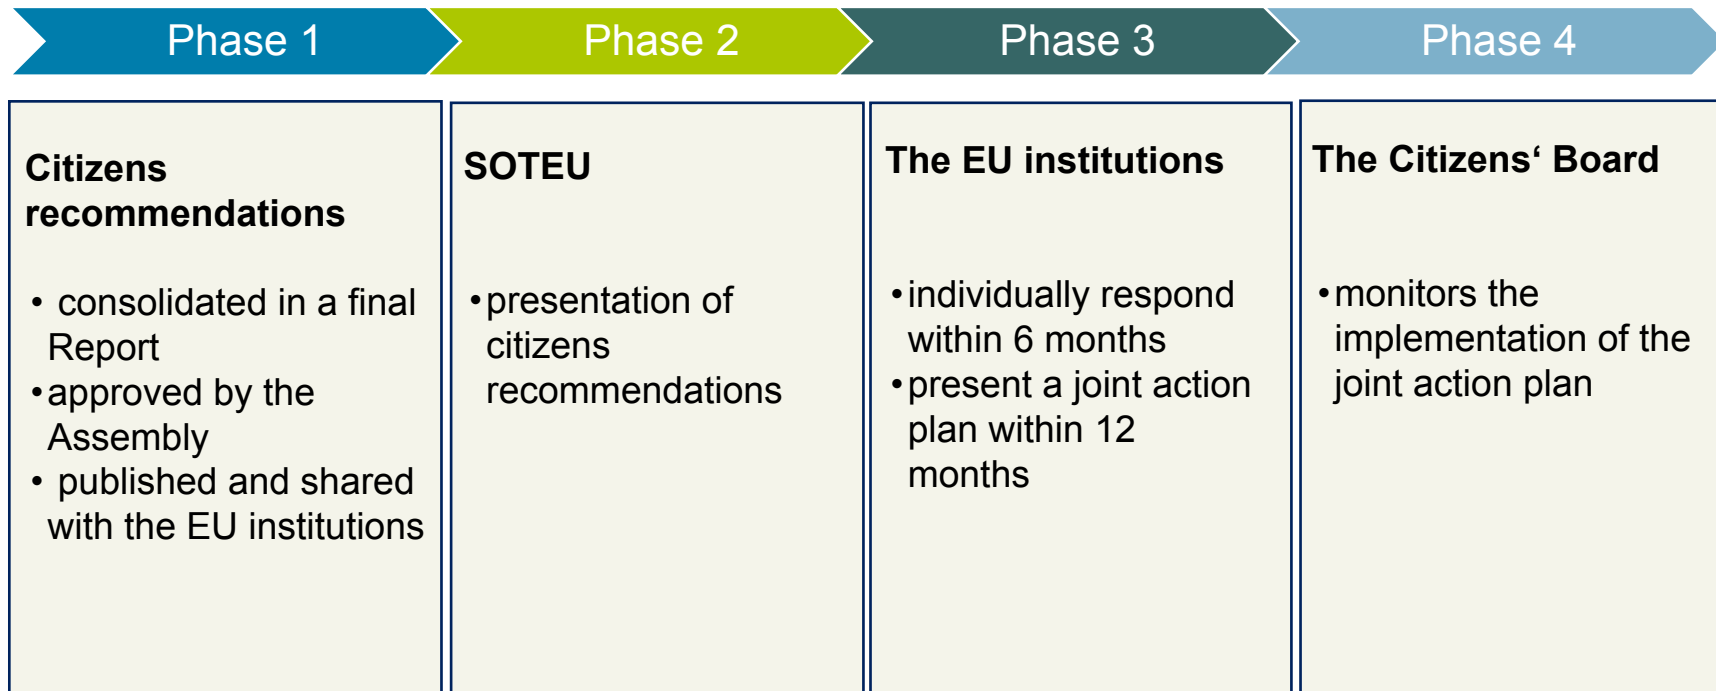 Phase 1
Phase 2
Phase 3
Phase 4
Citizens
recommendations
• consolidated in a final
Report
•approved by the
Assembly
• published and shared
with the EU institutions
SOTEU
•presentation of
citizens
recommendations
The EU institutions
•individually respond
within 6 months
•present a joint action
plan within 12
months
The Citizens‘ Board
•monitors the
implementation of the
joint action plan